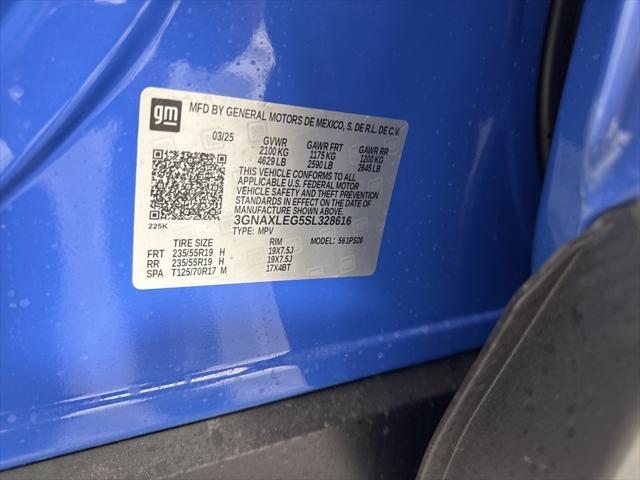 gm MFD BY GENERAL MOTORS DE MEXICO, S. DE R.L. DE C.V.
03/25 GVWR GAWR FRT GAWR RR
2100 KG 1175 KG 1200 KG
4629 LB 2590 LB 2645 LB
THIS VEHICLE CONFORMS TO ALL
APPLICABLE U.S. FEDERAL MOTOR
VEHICLE SAFETY AND THEFT PREVENTION
STANDARDS IN EFFECT ON THE DATE OF
MANUFACTURE SHOWN ABOVE.
3GNAXLEG5SL328616
225K TYPE: MPV MODEL: 561PS26
TIRE SIZE RIM
FRT 235/55R19 H 19X7.5J
RR 235/55R19 H 19X7.5J
SPA T125/70R17 M 17X4BT